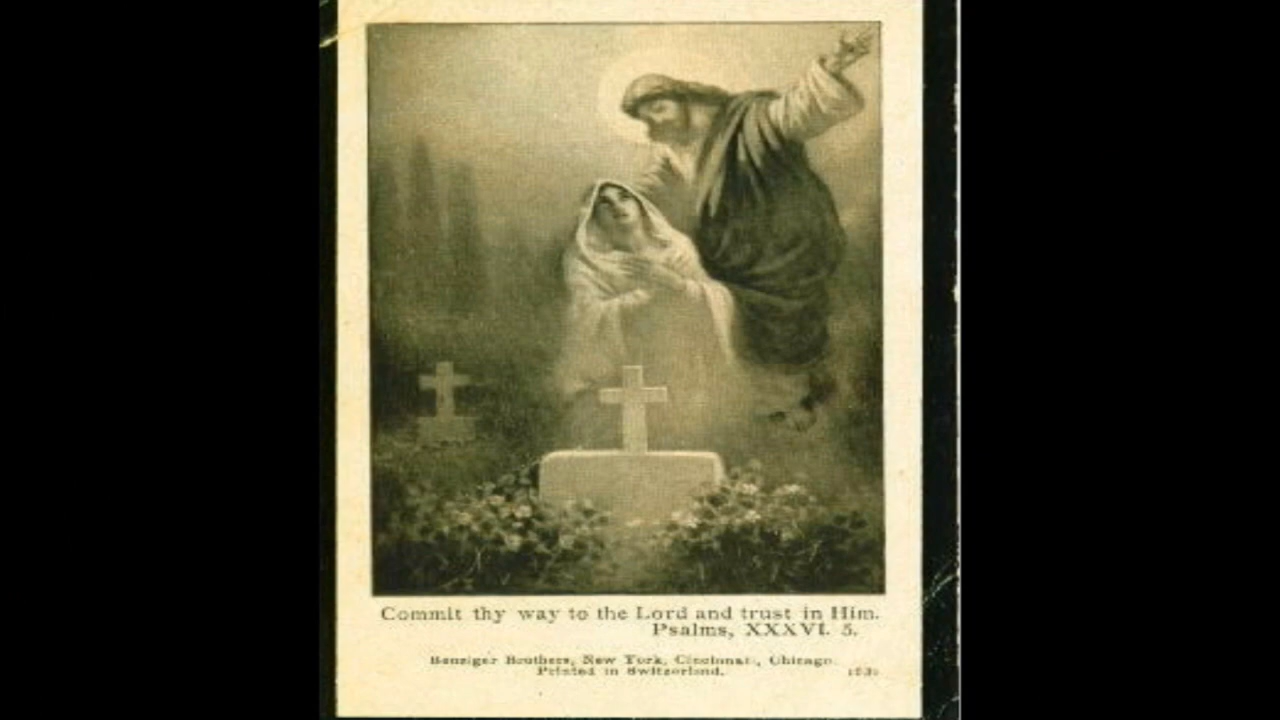 Commit thy way to the Lord and trust in Him.
Psalms, XXXVI. 5.
Benziger Brothers, New York, Cincinnati, Chicago.
Printed in Switzerland.